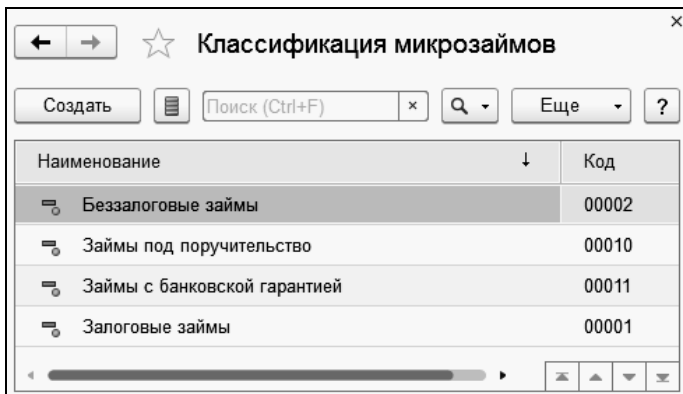 Классификация микрозаймов
Создать Поиск (Ctrl+F) × Еще ?
Наименование ↓ Код
Беззалоговые займы 00002
Займы под поручительство 00010
Займы с банковской гарантией 00011
Залоговые займы 00001